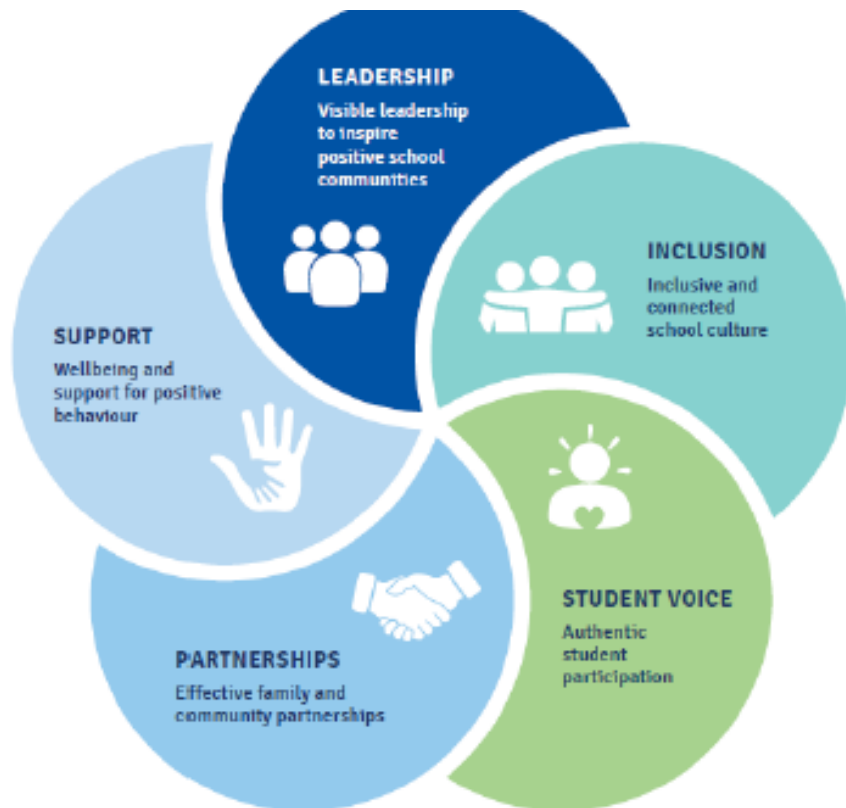 LEADERSHIP
Visible leadership
to inspire
positive school
communities
INCLUSION
Inclusive and
connected
school culture
STUDENT VOICE
Authentic
student
participation
PARTNERSHIPS
Effective family and
community partnerships
SUPPORT
Wellbeing and
support for positive
behaviour